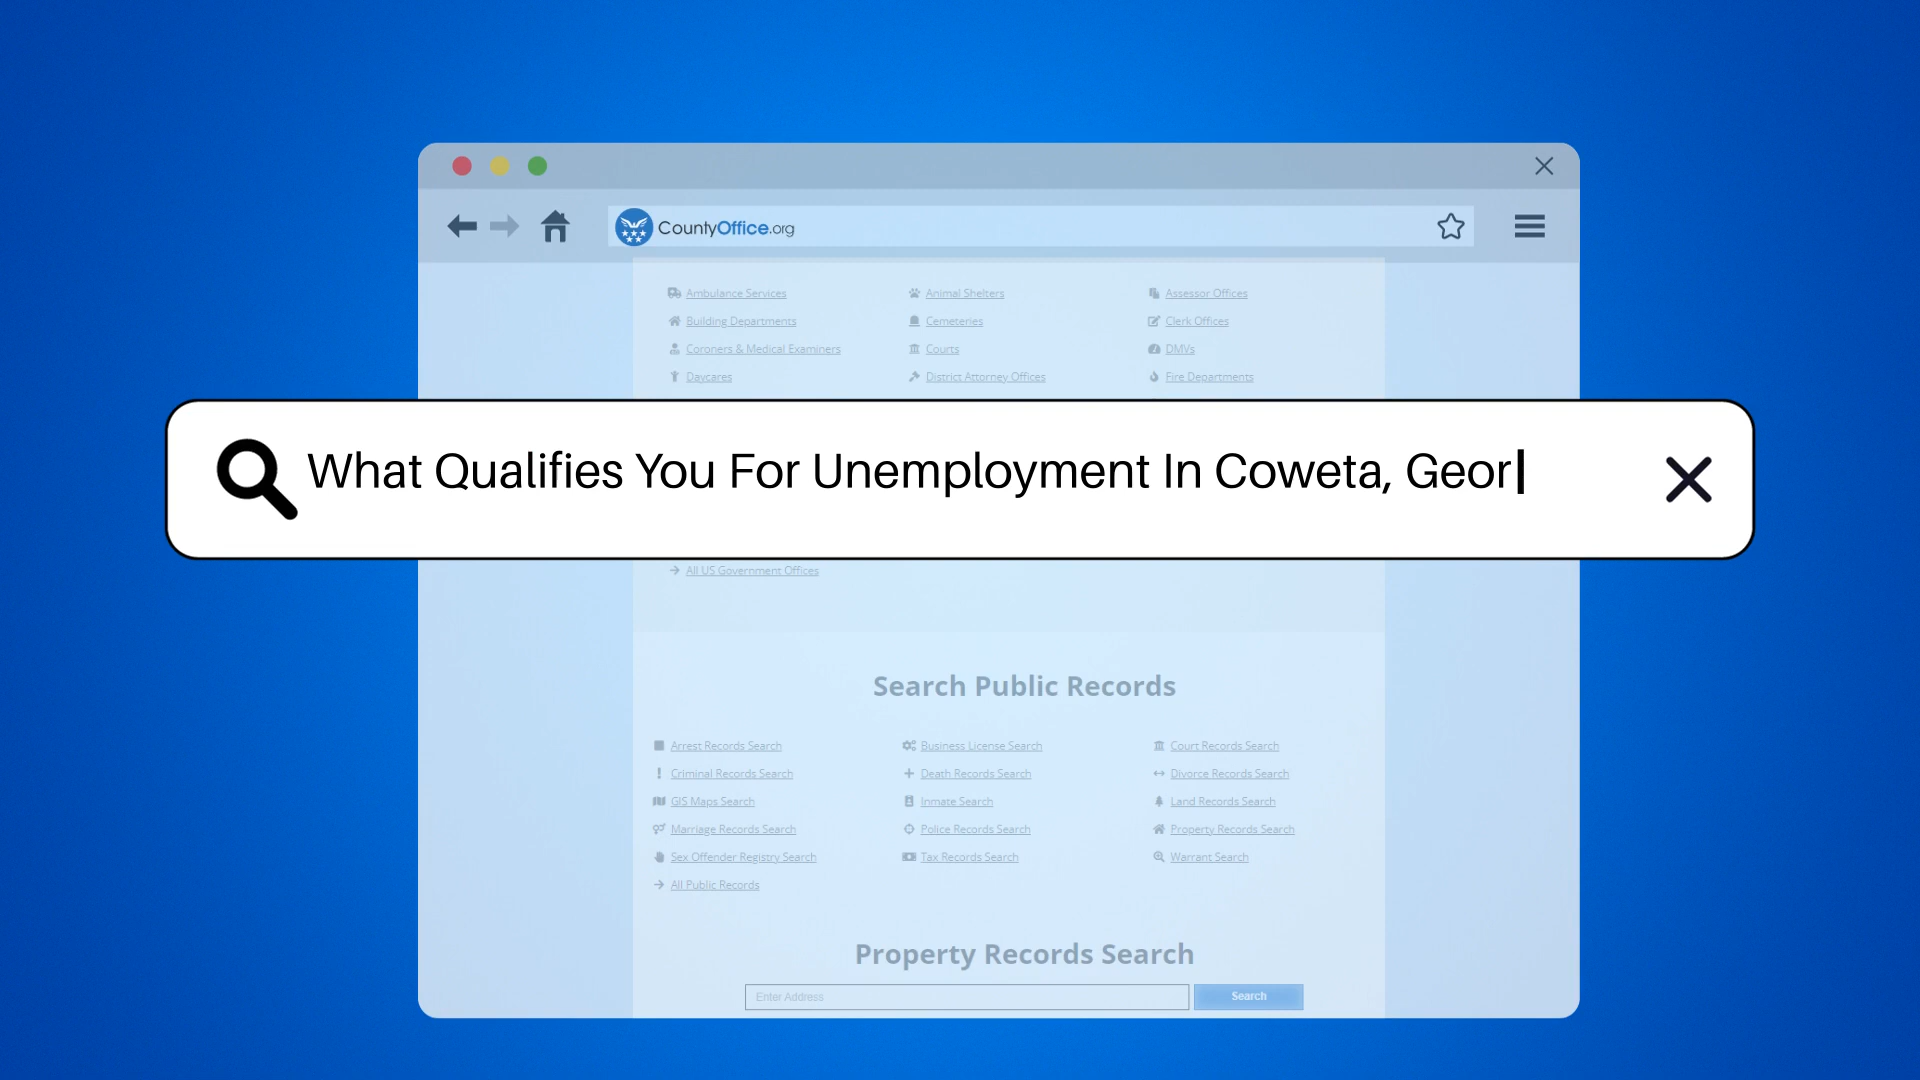 CountyOffice.org
Ambulance Services Animal Shelters Assessor Offices
Building Departments Cemeteries Clerk Offices
Coroners & Medical Examiners Courts DMVs
Daycares District Attorney Offices Fire Departments
What Qualifies You For Unemployment In Coweta, Geor
All US Government Offices
Search Public Records
Arrest Records Search Business License Search Court Records Search
Criminal Records Search Death Records Search Divorce Records Search
GIS Maps Search Inmate Search Land Records Search
Marriage Records Search Police Records Search Property Records Search
Sex Offender Registry Search Tax Records Search Warrant Search
All Public Records
Property Records Search
Enter Address Search